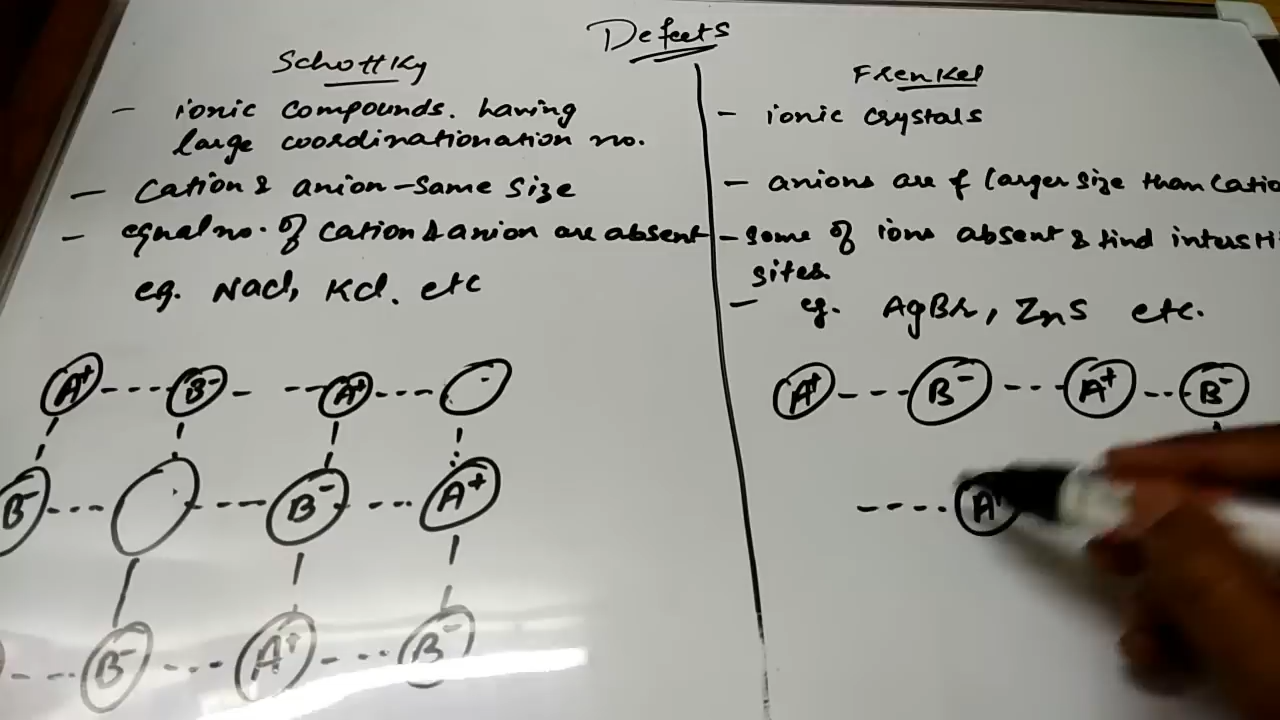 Defects
Schottky
- ionic compounds. having
large coordinationation no.
- Cation & anion - Same Size
- equal no. of cation & anion are absent
eg. Nacl, Kcl. etc
A+ --- B- - --- A+ ---
B- --- --- B- --- A+
--- B- --- A+ --- B-
Frenkel
- ionic crystals
- anions are of larger size than Catio
- Some of ions absent & find intersti
sites
- eg. AgBr, ZnS etc.
A+ --- B- --- A+ --- B-
---- A+